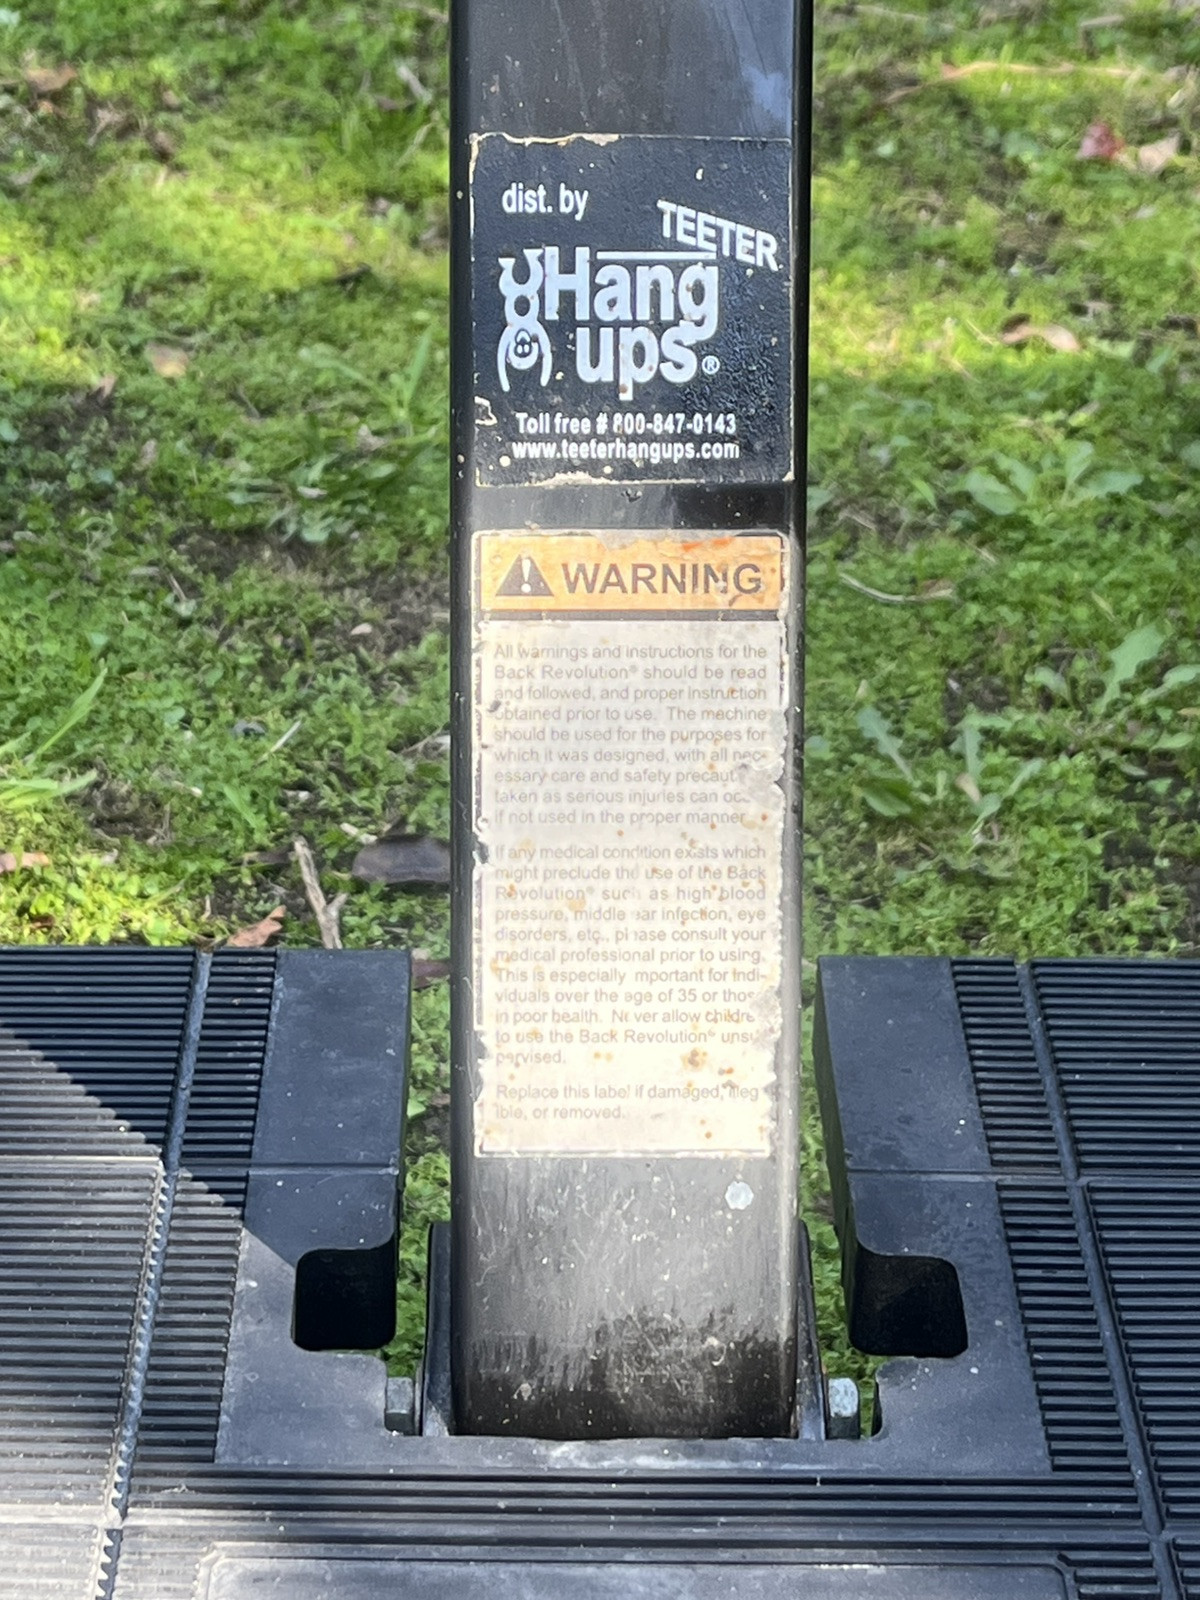 dist. by
TEETER
Hang
ups®
Toll free # 800-847-0143
www.teeterhangups.com
WARNING
All warnings and instructions for the
Back Revolution® should be read
and followed, and proper instruction
obtained prior to use. The machine
should be used for the purposes for
which it was designed, with all nec-
essary care and safety precaut
taken as serious injuries can oc
if not used in the proper manner
If any medical condition exists which
might preclude the use of the Back
Revolution® such as high blood
pressure, middle ear infection, eye
disorders, etc., please consult your
medical professional prior to using.
This is especially important for indi-
viduals over the age of 35 or thos
in poor health. Never allow childre
to use the Back Revolution® unsu
pervised.
Replace this label if damaged, illeg
ible, or removed.